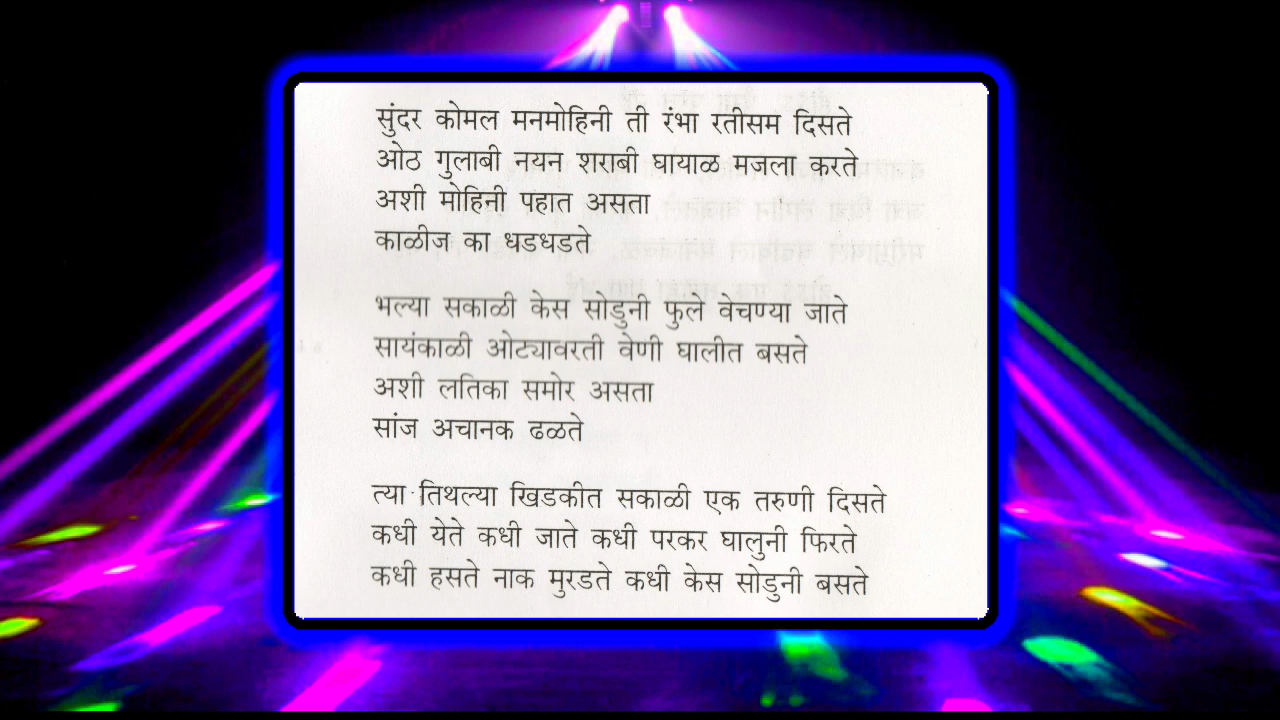 सुंदर कोमल मनमोहिनी ती रंभा रतीसम दिसते
ओठ गुलाबी नयन शराबी घायाळ मजला करते
अशी मोहिनी पहात असता
काळीज का धडधडते
भल्या सकाळी केस सोडुनी फुले वेचण्या जाते
सायंकाळी ओट्यावरती वेणी घालीत बसते
अशी लतिका समोर असता
सांज अचानक ढळते
त्या तिथल्या खिडकीत सकाळी एक तरुणी दिसते
कधी येते कधी जाते कधी परकर घालुनी फिरते
कधी हसते नाक मुरडते कधी केस सोडुनी बसते